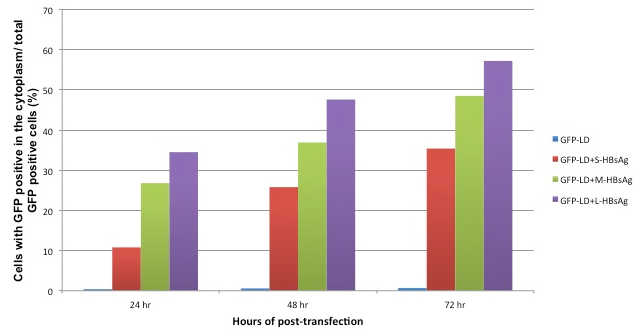 70
60
50
40
30
20
10
0
Cells with GFP positive in the cytoplasm/ total
GFP positive cells (%)
24 hr
48 hr
72 hr
Hours of post-transfection
GFP-LD
GFP-LD+S-HBsAg
GFP-LD+M-HBsAg
GFP-LD+L-HBsAg